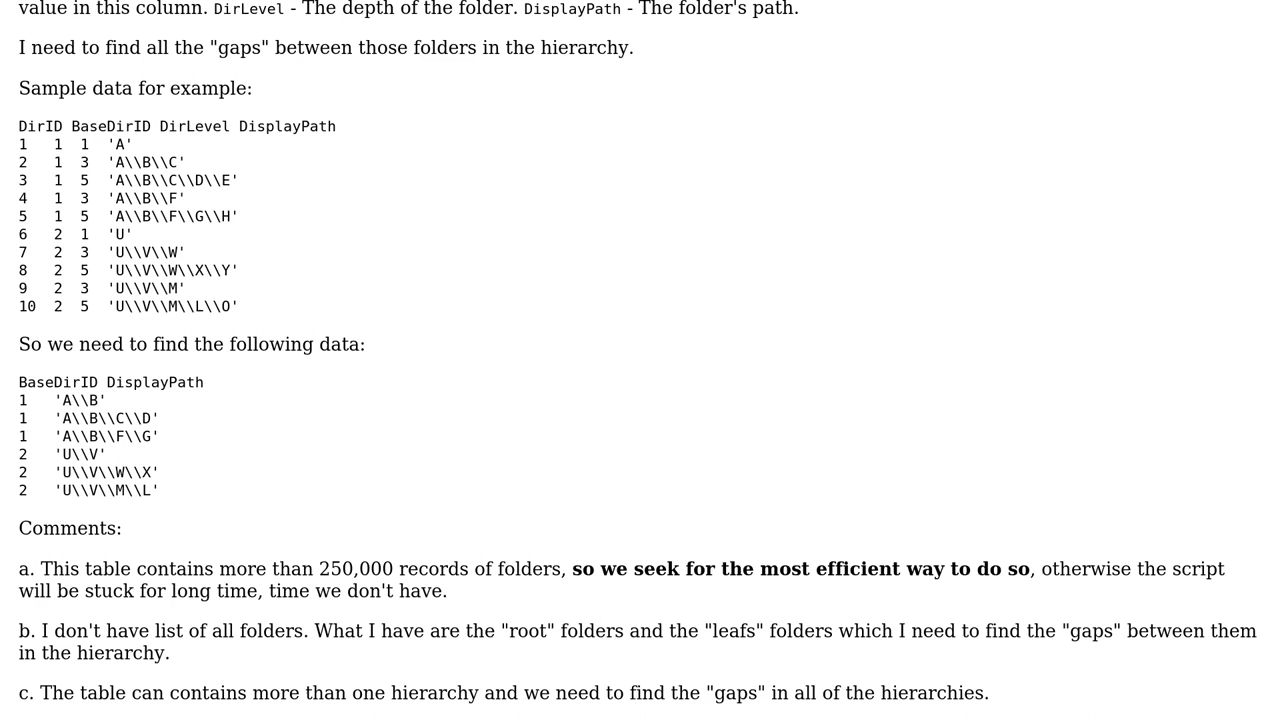 value in this column. DirLevel - The depth of the folder. DisplayPath - The folder's path.
I need to find all the "gaps" between those folders in the hierarchy.
Sample data for example:
DirID BaseDirID DirLevel DisplayPath
1   1  1  'A'
2   1  3  'A\\B\\C'
3   1  5  'A\\B\\C\\D\\E'
4   1  3  'A\\B\\F'
5   1  5  'A\\B\\F\\G\\H'
6   2  1  'U'
7   2  3  'U\\V\\W'
8   2  5  'U\\V\\W\\X\\Y'
9   2  3  'U\\V\\M'
10  2  5  'U\\V\\M\\L\\O'
So we need to find the following data:
BaseDirID DisplayPath
1   'A\\B'
1   'A\\B\\C\\D'
1   'A\\B\\F\\G'
2   'U\\V'
2   'U\\V\\W\\X'
2   'U\\V\\M\\L'
Comments:
a. This table contains more than 250,000 records of folders, so we seek for the most efficient way to do so, otherwise the script
will be stuck for long time, time we don't have.
b. I don't have list of all folders. What I have are the "root" folders and the "leafs" folders which I need to find the "gaps" between them
in the hierarchy.
c. The table can contains more than one hierarchy and we need to find the "gaps" in all of the hierarchies.